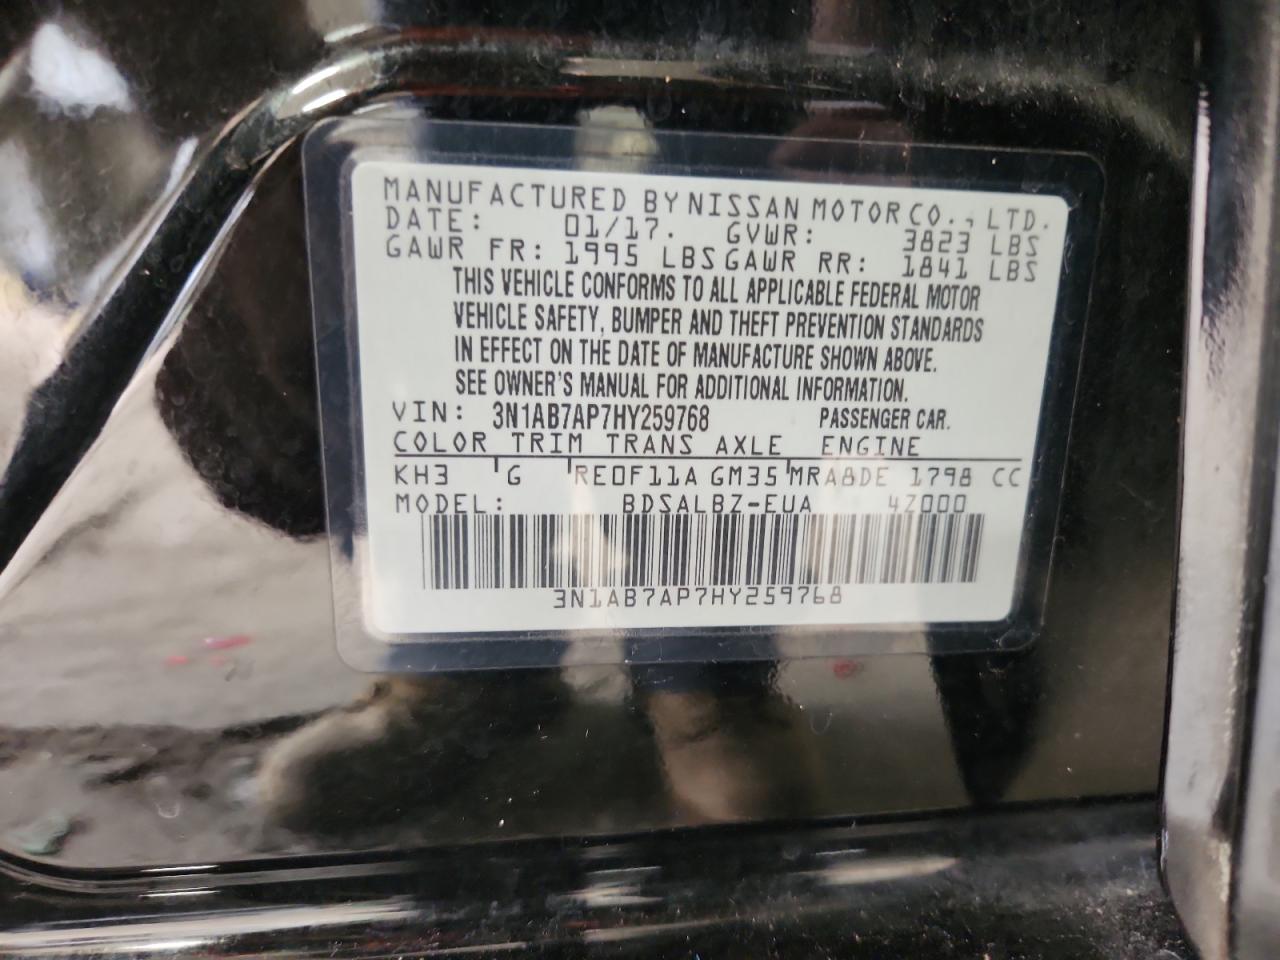 MANUFACTURED BY NISSAN MOTOR CO., LTD.
DATE: 01/17. GVWR: 3823 LBS
GAWR FR: 1995 LBS GAWR RR: 1841 LBS
THIS VEHICLE CONFORMS TO ALL APPLICABLE FEDERAL MOTOR
VEHICLE SAFETY, BUMPER AND THEFT PREVENTION STANDARDS
IN EFFECT ON THE DATE OF MANUFACTURE SHOWN ABOVE.
SEE OWNER'S MANUAL FOR ADDITIONAL INFORMATION.
VIN: 3N1AB7AP7HY259768 PASSENGER CAR.
COLOR TRIM TRANS AXLE ENGINE
KH3 G RE0F11A GM35 MRA8DE 1798 CC
MODEL: BDSALBZ-EUA 4Z000
3N1AB7AP7HY259768